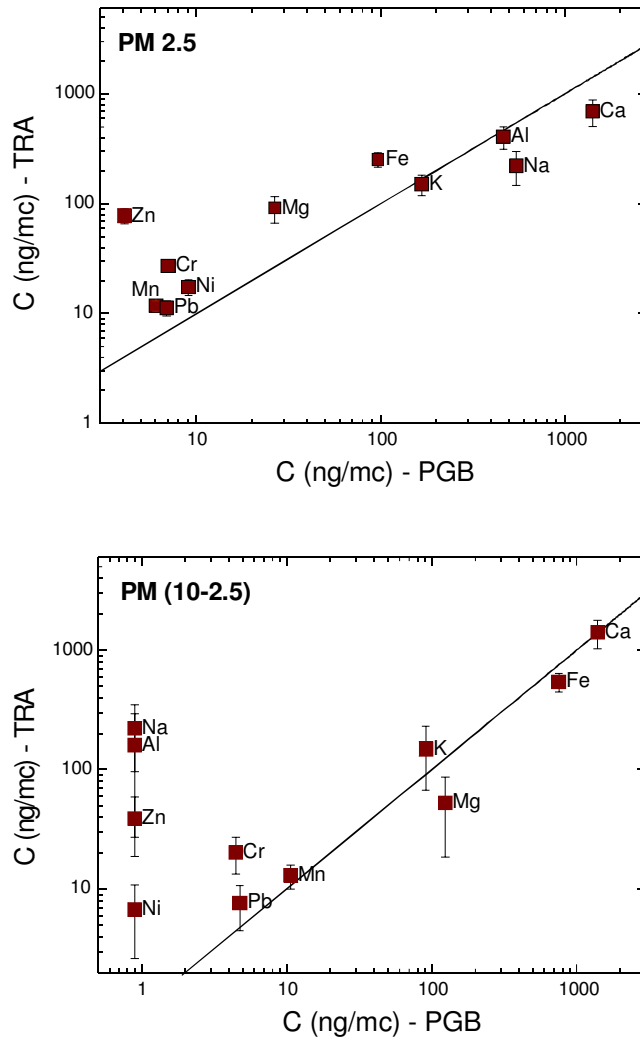 PM 2.5
1000
100
10
1
C (ng/mc) - TRA
Ca
Al
Na
Fe
K
Mg
Zn
Cr
Ni
Mn
Pb
10
100
1000
C (ng/mc) - PGB
PM (10-2.5)
1000
100
10
C (ng/mc) - TRA
Ca
Fe
Na
Al
K
Mg
Zn
Cr
Mn
Pb
Ni
1
10
100
1000
C (ng/mc) - PGB